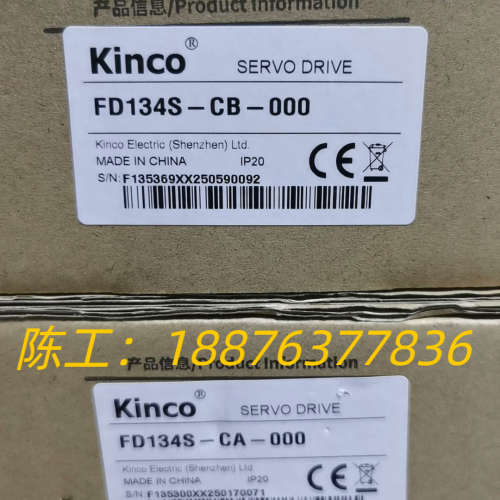 产品信息/Product Information
Kinco® SERVO DRIVE
FD134S-CB-000
Kinco Electric (Shenzhen) Ltd.
MADE IN CHINA IP20
S/N:F135369XX250590092
CE
陈工：18876377836
产品信息/Product Information
Kinco® SERVO DRIVE
FD134S-CA-000
Kinco Electric (Shenzhen) Ltd.
MADE IN CHINA IP20
S/N:F135300XX250170071
CE